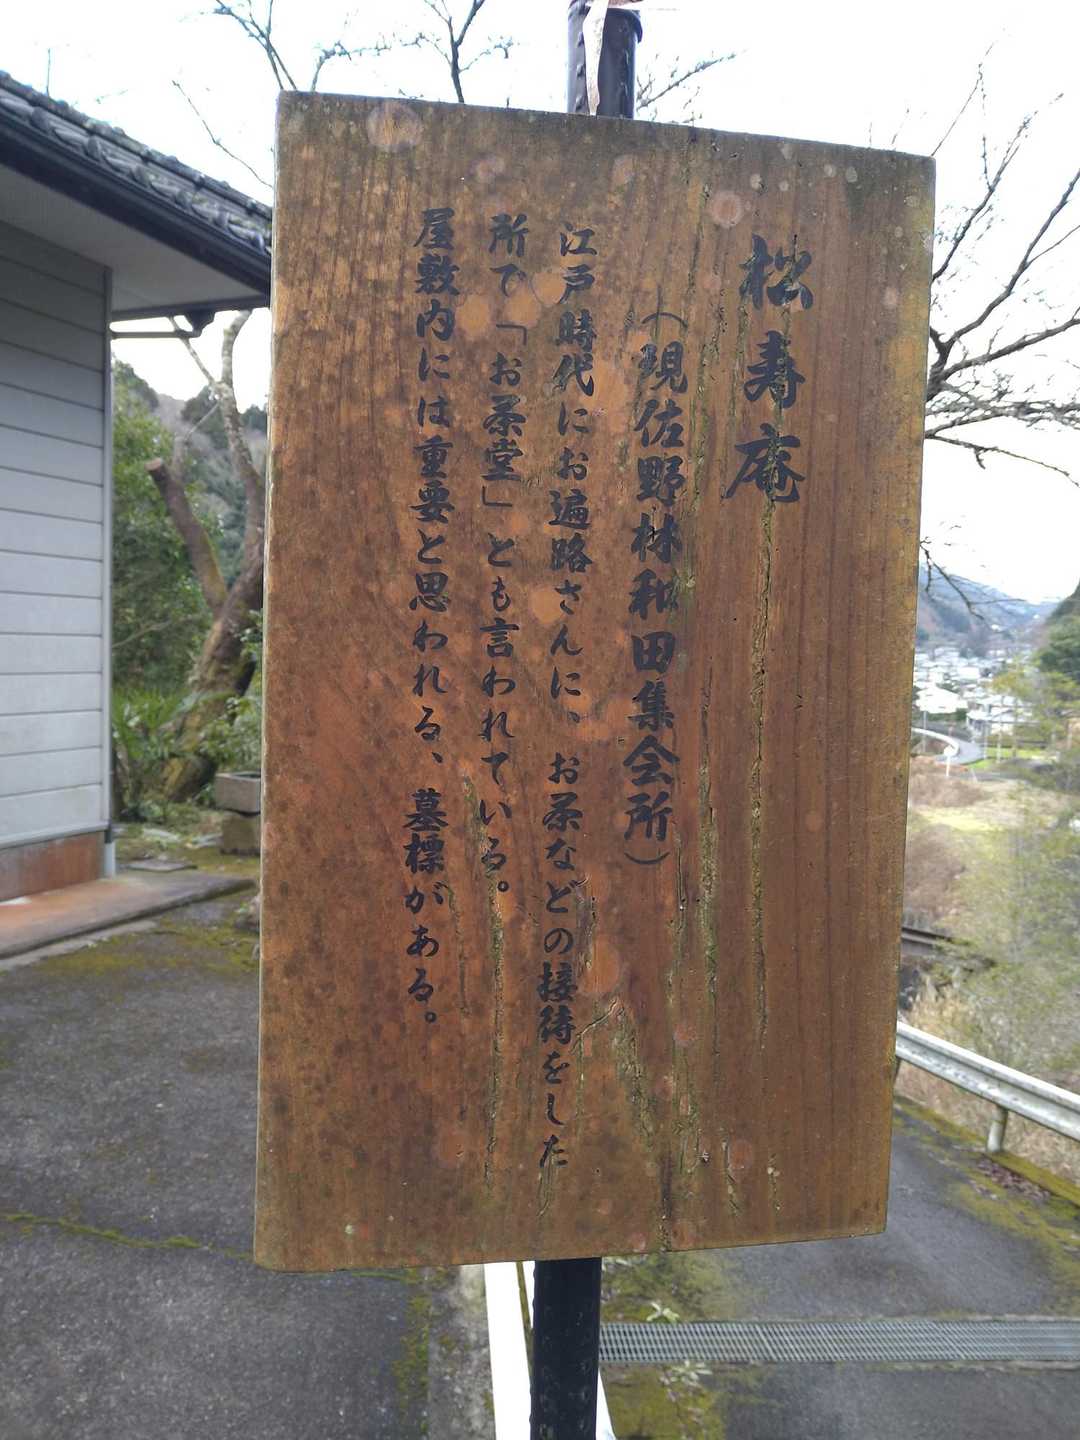 松寿庵
（現佐野林和田集会所）
江戸時代にお遍路さんに、お茶などの接待をした
所で「お茶堂」とも言われている。
屋敷内には重要と思われる、墓標がある。